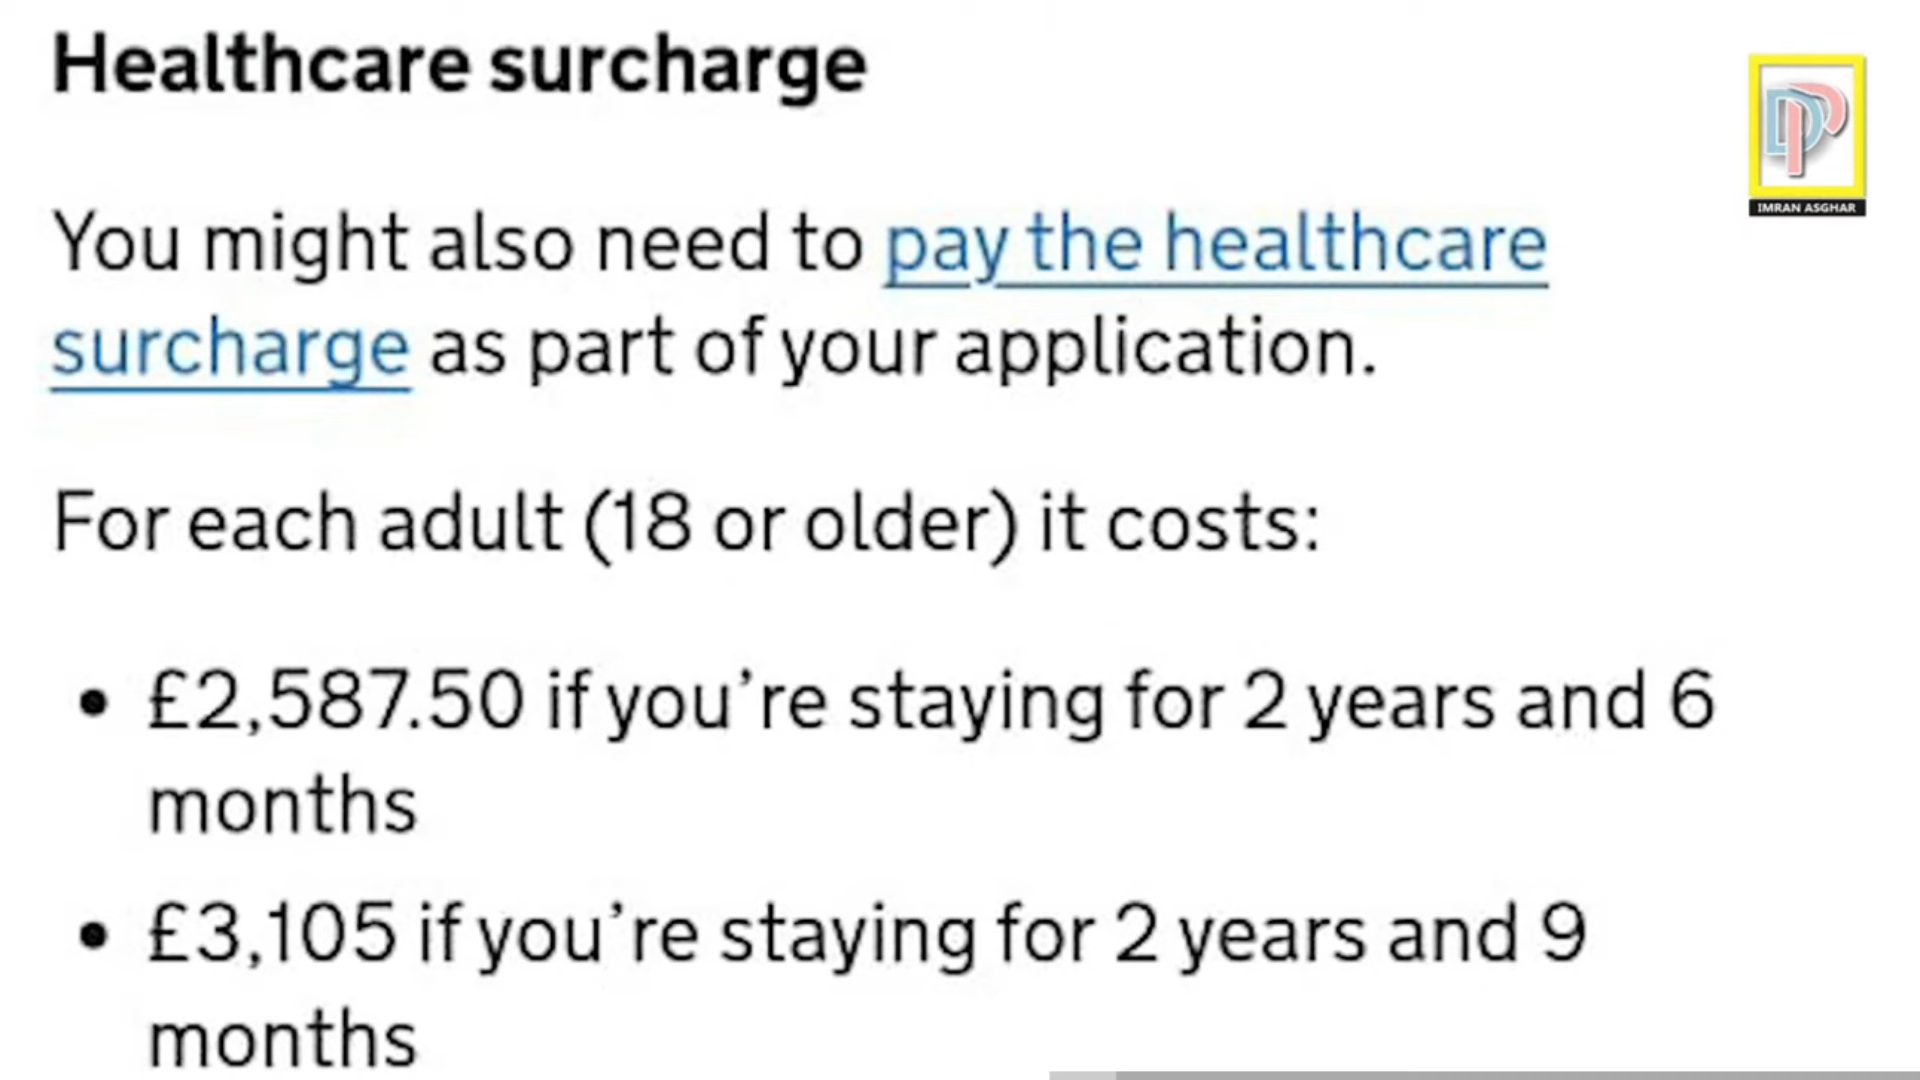 Healthcare surcharge
IMRAN ASGHAR
You might also need to pay the healthcare
surcharge as part of your application.
For each adult (18 or older) it costs:
• £2,587.50 if you're staying for 2 years and 6
months
• £3,105 if you're staying for 2 years and 9
months